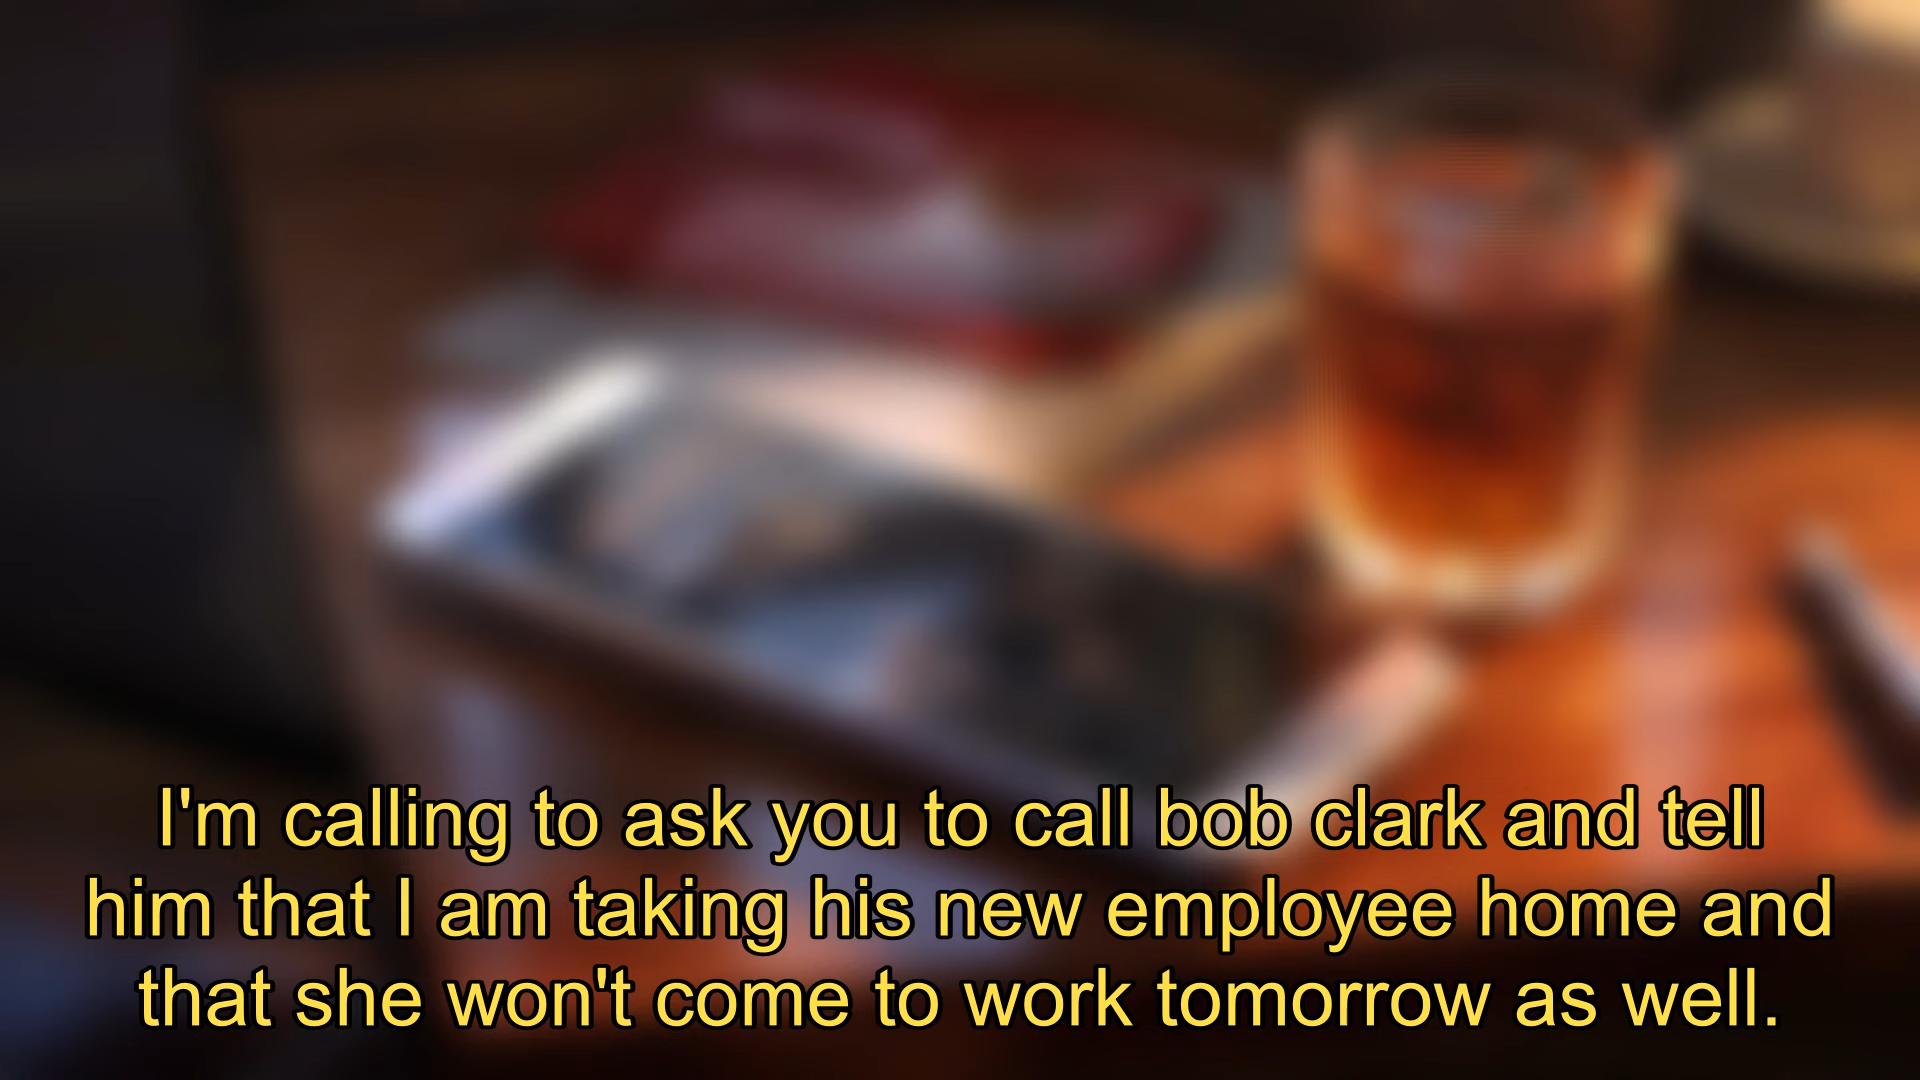 I'm calling to ask you to call bob clark and tell
him that I am taking his new employee home and
that she won't come to work tomorrow as well.